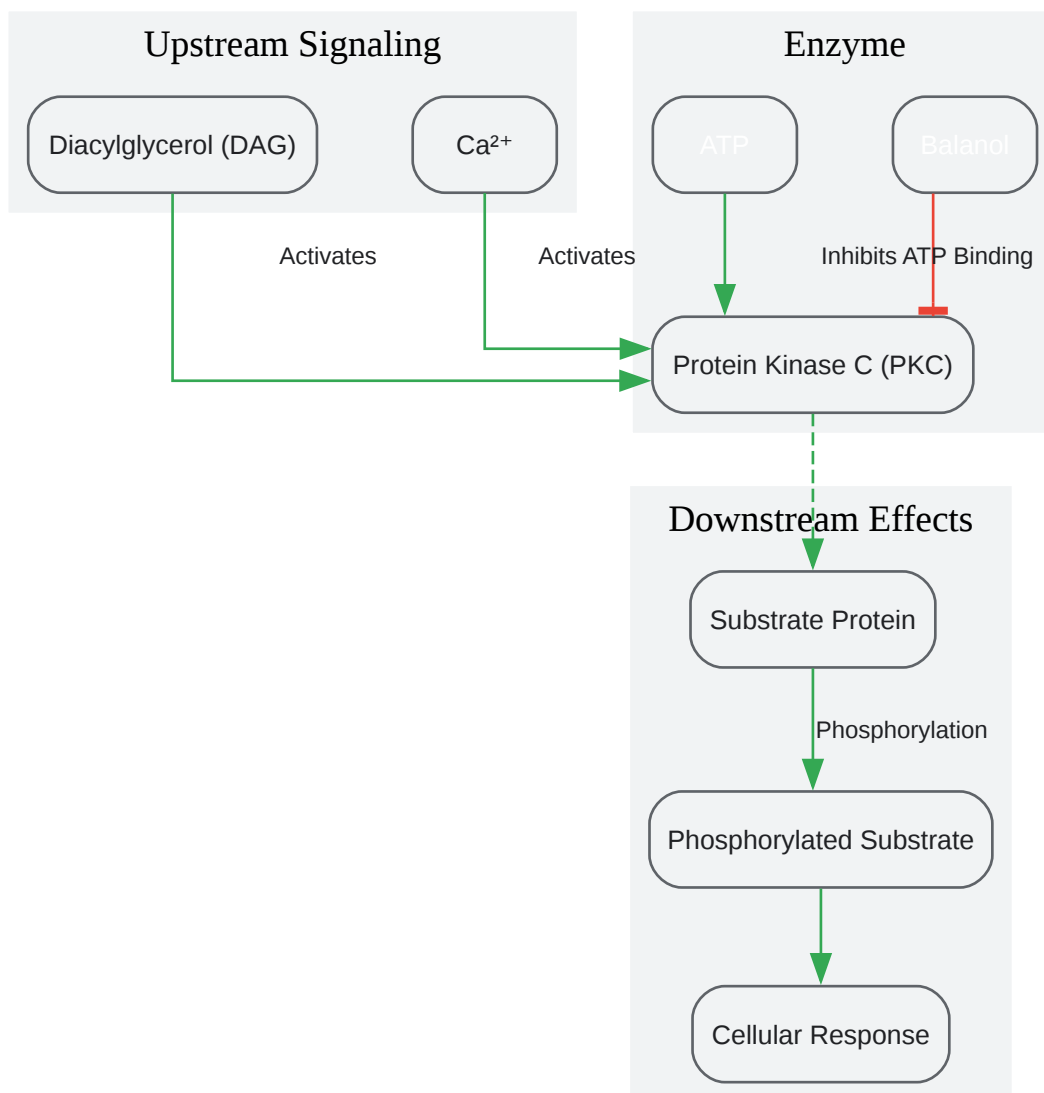 Upstream Signaling
Enzyme
Diacylglycerol (DAG)
Ca²⁺
ATP
Balanol
Activates
Activates
Inhibits ATP Binding
Protein Kinase C (PKC)
Downstream Effects
Substrate Protein
Phosphorylation
Phosphorylated Substrate
Cellular Response